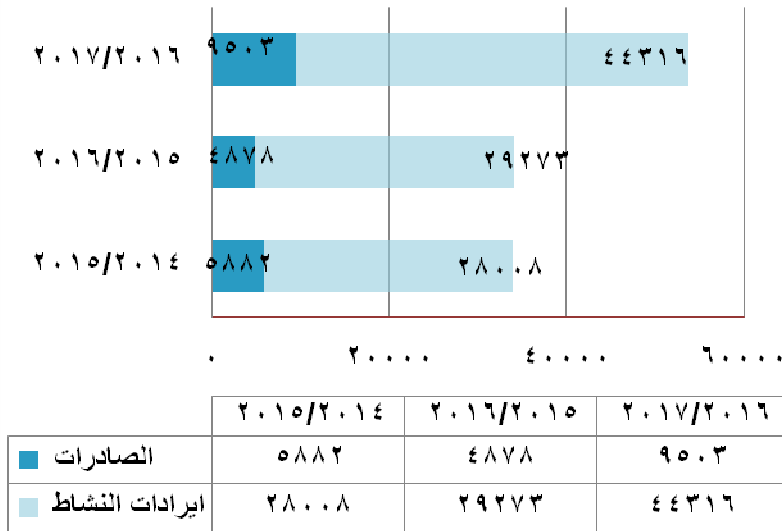 ٢٠١٧/٢٠١٦ ٩٥٠٣ ٤٤٣١٦
٢٠١٦/٢٠١٥ ٤٨٧٨ ٢٩٢٧٣
٢٠١٥/٢٠١٤ ٥٨٨٢ ٢٨٠٠٨
٠ ٢٠٠٠٠ ٤٠٠٠٠ ٦٠٠٠٠
٢٠١٥/٢٠١٤ ٢٠١٦/٢٠١٥ ٢٠١٧/٢٠١٦
الصادرات ٥٨٨٢ ٤٨٧٨ ٩٥٠٣
ايرادات النشاط ٢٨٠٠٨ ٢٩٢٧٣ ٤٤٣١٦